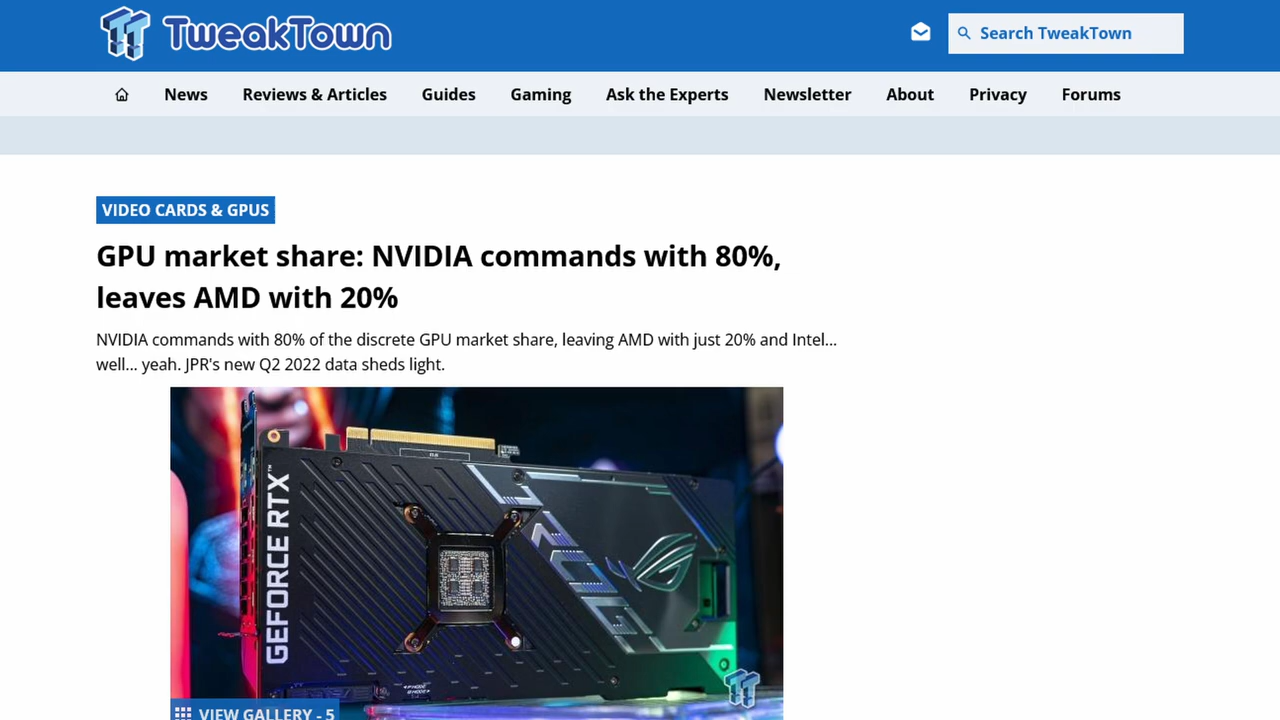 TweakTown
Search TweakTown
News
Reviews & Articles
Guides
Gaming
Ask the Experts
Newsletter
About
Privacy
Forums
VIDEO CARDS & GPUS
GPU market share: NVIDIA commands with 80%,
leaves AMD with 20%
NVIDIA commands with 80% of the discrete GPU market share, leaving AMD with just 20% and Intel...
well... yeah. JPR's new Q2 2022 data sheds light.
GEFORCE RTX™
VIEW GALLERY - 5